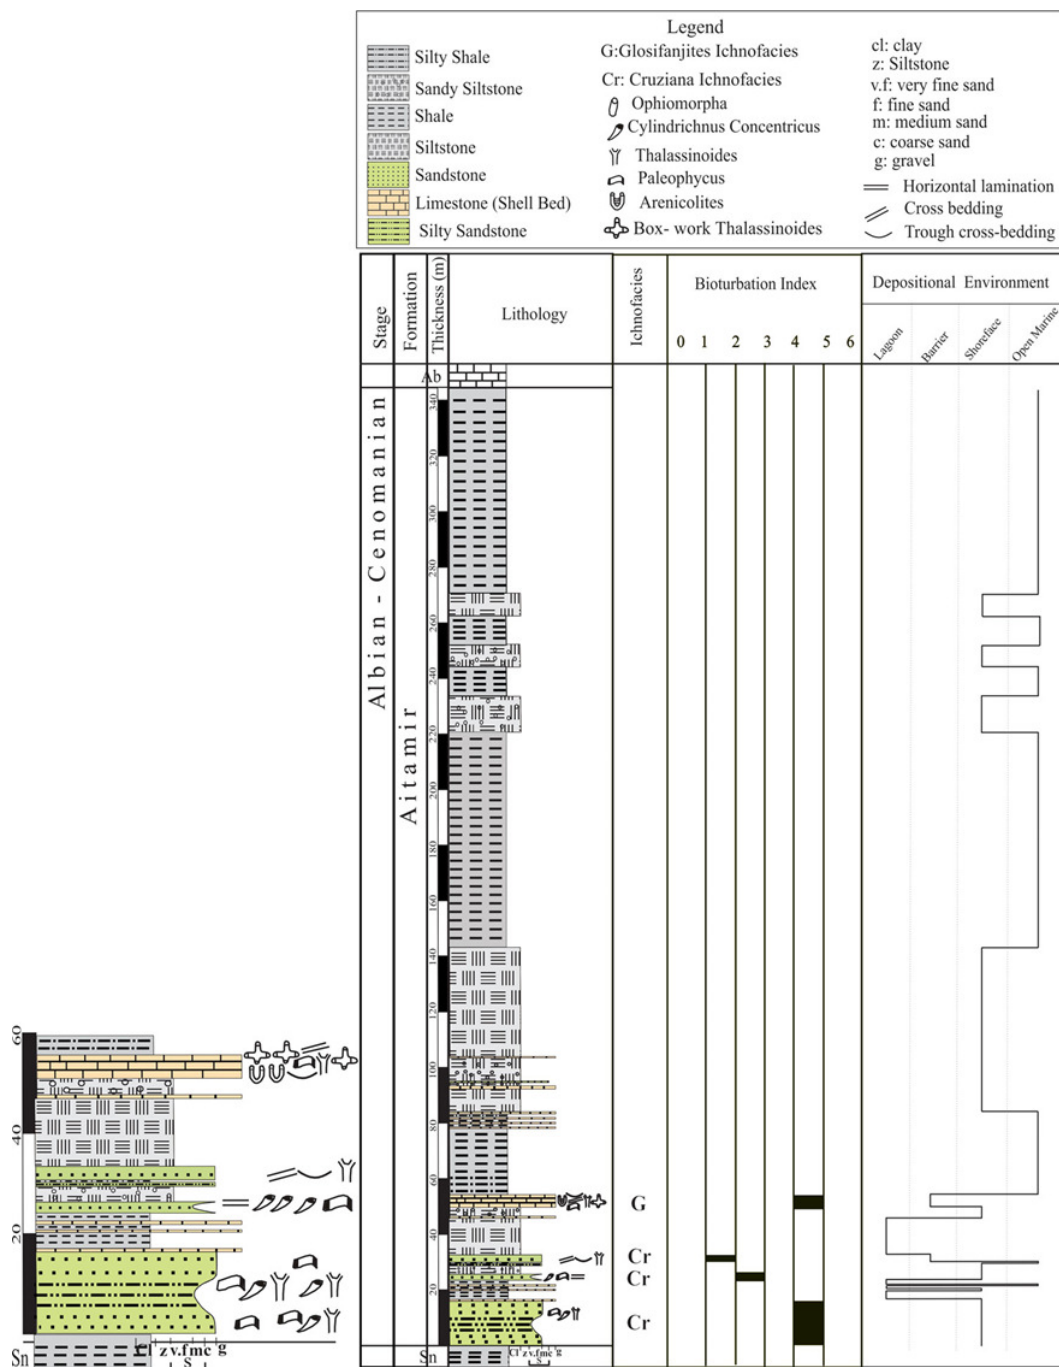 Legend
Silty Shale
Sandy Siltstone
Shale
Siltstone
Sandstone
Limestone (Shell Bed)
Silty Sandstone
G:Glosifanjites Ichnofacies
Cr: Cruziana Ichnofacies
Ophiomorpha
Cylindrichnus Concentricus
Thalassinoides
Paleophycus
Arenicolites
Box- work Thalassinoides
cl: clay
z: Siltstone
v.f: very fine sand
f: fine sand
m: medium sand
c: coarse sand
g: gravel
Horizontal lamination
Cross bedding
Trough cross-bedding
Stage
Formation
Thickness (m)
Lithology
Ichnofacies
Bioturbation Index
0 1 2 3 4 5 6
Depositional Environment
Lagoon
Barrier
Shoreface
Open Marine
Ab
Albian - Cenomanian
Aitamir
340
320
300
280
260
240
220
200
180
160
140
120
100
80
60
40
20
Sn
G
Cr
Cr
Cr
Cl z v.f m c g
S
60
40
20
Sn
Cl z v.f m c g
S